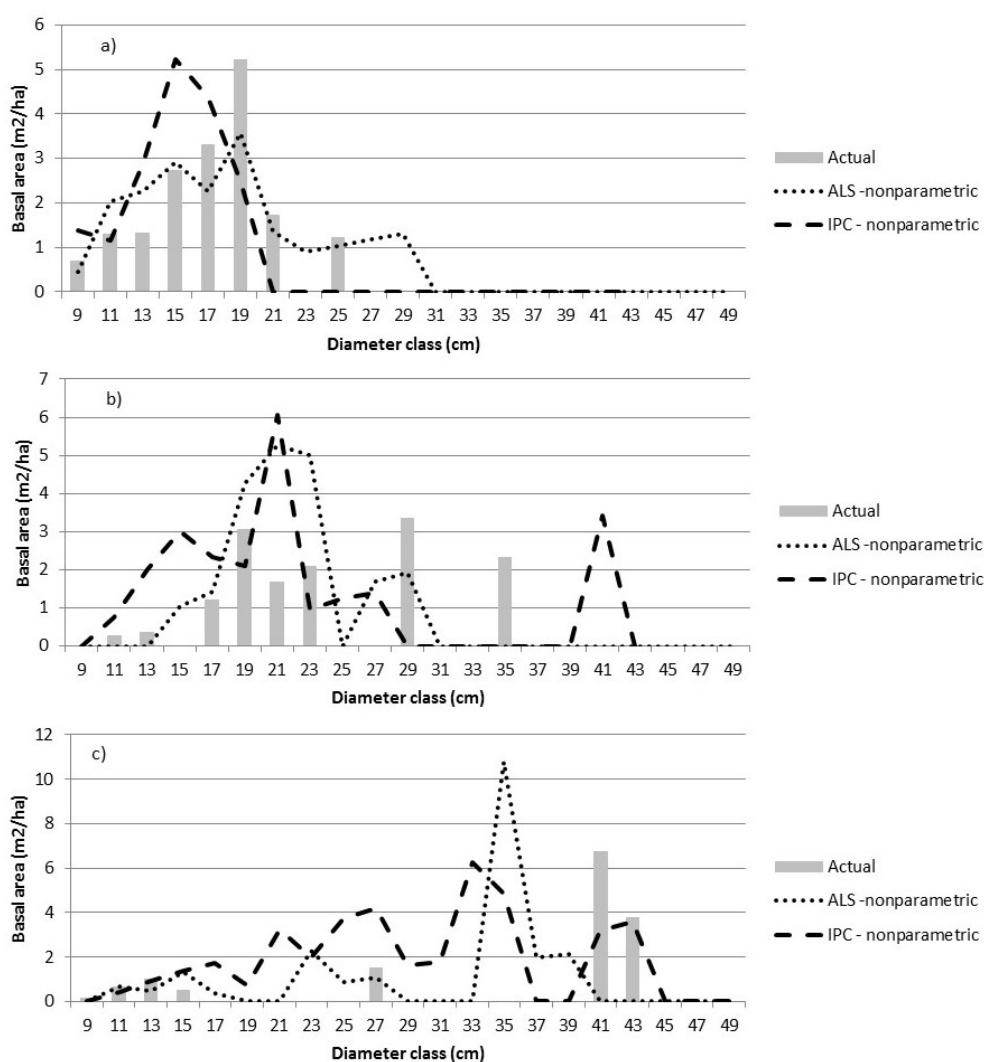 a)
6
5
4
3
2
1
0
Basal area (m2/ha)
9 11 13 15 17 19 21 23 25 27 29 31 33 35 37 39 41 43 47 49
Diameter class (cm)
Actual
ALS -nonparametric
IPC - nonparametric
b)
7
6
5
4
3
2
1
0
Basal area (m2/ha)
9 11 13 15 17 19 21 23 25 27 29 31 33 35 39 41 43 47 49
Diameter class (cm)
Actual
ALS -nonparametric
IPC - nonparametric
c)
12
10
8
6
4
2
0
Basal area (m2/ha)
9 11 13 15 17 19 21 23 25 27 29 31 33 35 37 39 41 43 45 47 49
Diameter class (cm)
Actual
ALS -nonparametric
IPC - nonparametric